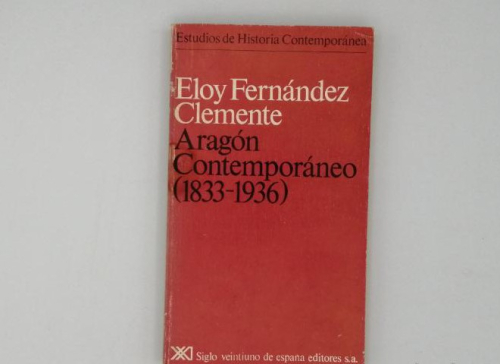 Estudios de Historia Contemporánea
Eloy Fernández
Clemente
Aragón
Contemporáneo
(1833-1936)
Siglo veintiuno de españa editores s.a.